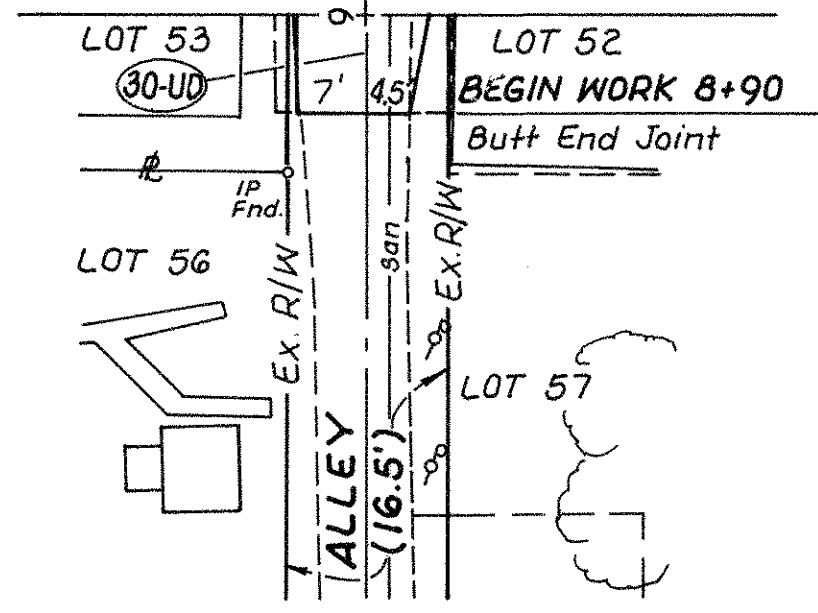 9
LOT 53
LOT 52
30-UD
7'
4.5'
BEGIN WORK 8+90
Butt End Joint
PL
IP
Fnd.
LOT 56
Ex. R/W
san
Ex. R/W
LOT 57
ALLEY
(16.5')